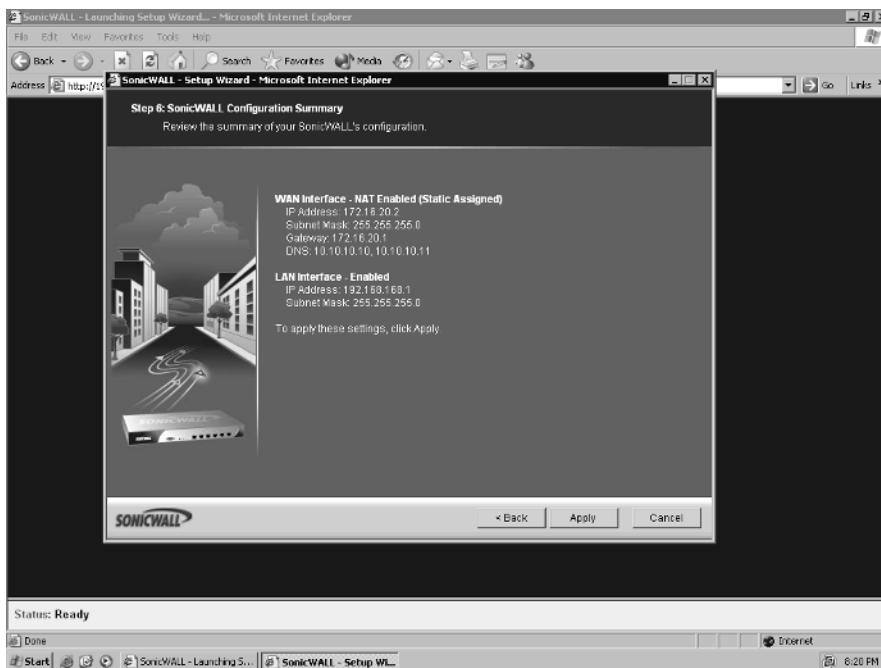 SonicWALL - Launching Setup Wizard... - Microsoft Internet Explorer
File Edit View Favorites Tools Help
Back Search Favorites Media
Address http://19 Go Links
SonicWALL - Setup Wizard - Microsoft Internet Explorer
Step 6: SonicWALL Configuration Summary
Review the summary of your SonicWALL's configuration.
WAN Interface - NAT Enabled (Static Assigned)
IP Address: 172.16.20.2
Subnet Mask: 255.255.255.0
Gateway: 172.16.20.1
DNS: 10.10.10.10, 10.10.10.11
LAN Interface - Enabled
IP Address: 192.168.168.1
Subnet Mask: 255.255.255.0
To apply these settings, click Apply.
SONICWALL
SONICWALL
< Back Apply Cancel
Status: Ready
Done Internet
Start SonicWALL - Launching S... SonicWALL - Setup Wi... 8:20 PM